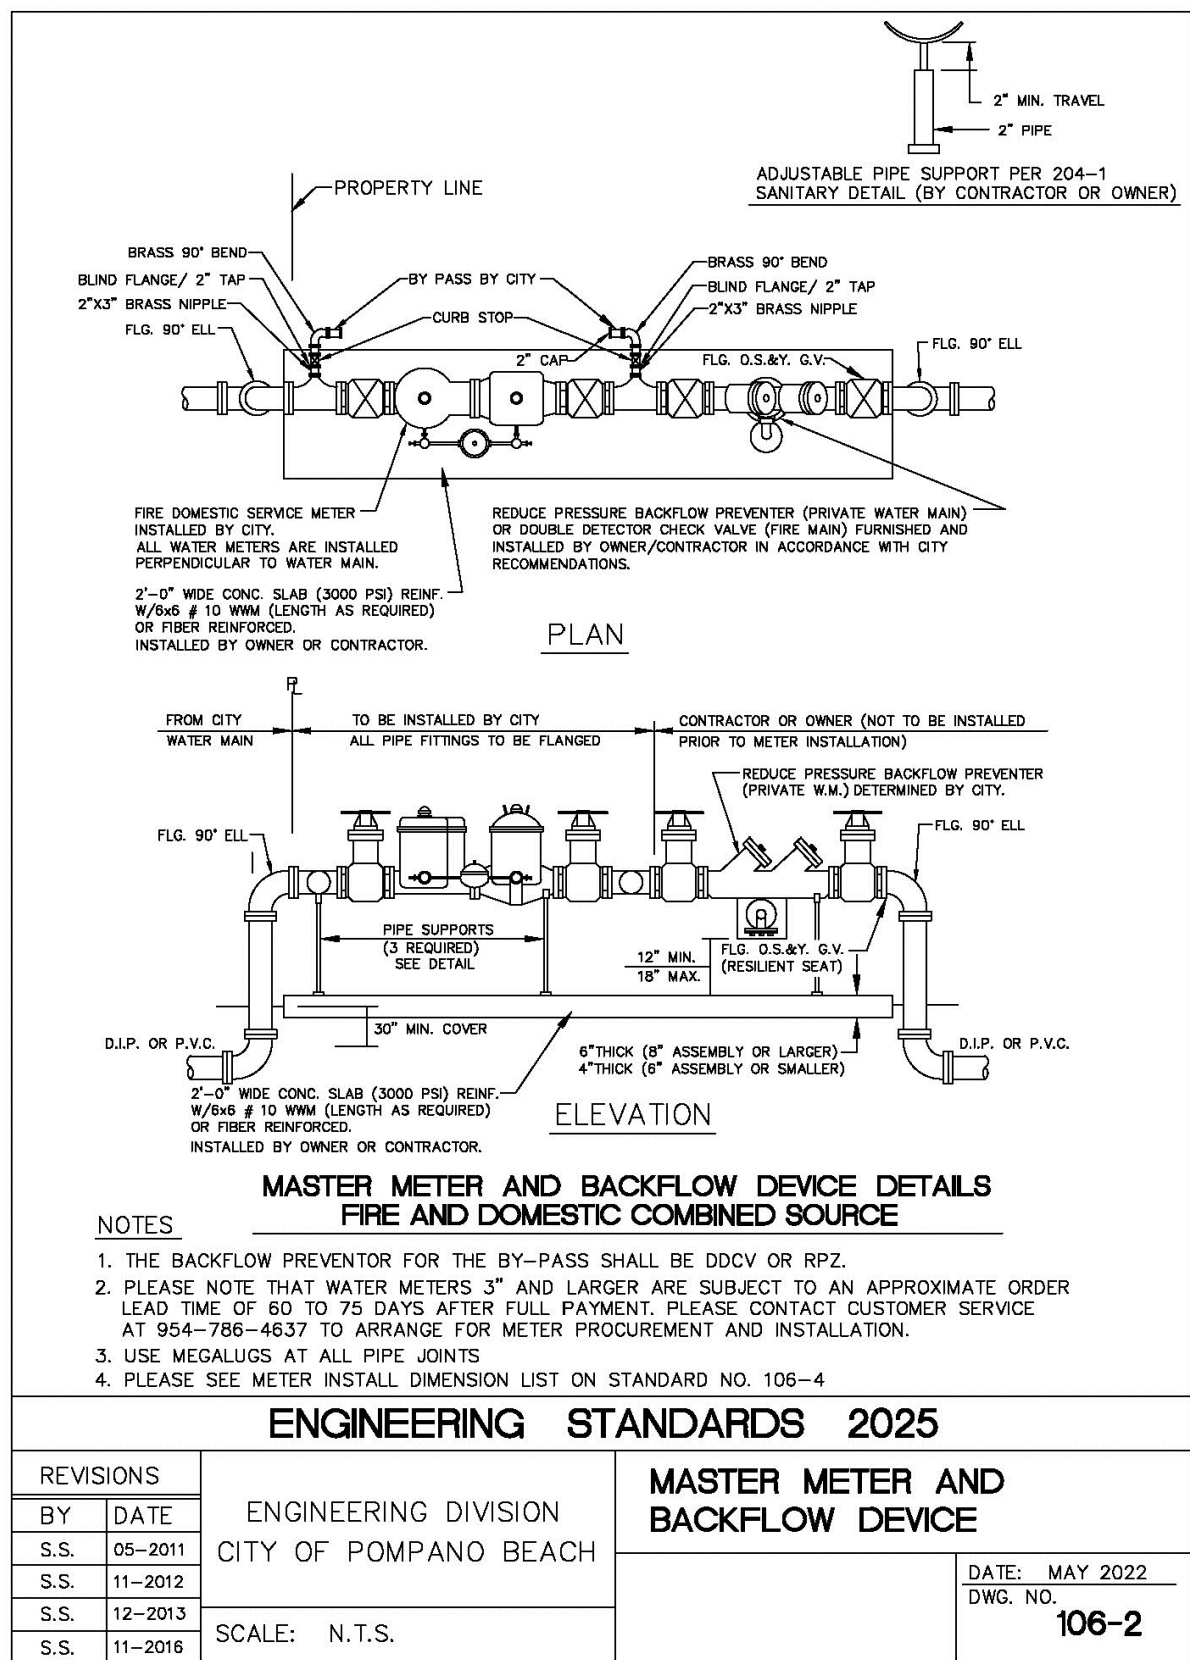 2" MIN. TRAVEL
2" PIPE
ADJUSTABLE PIPE SUPPORT PER 204-1
SANITARY DETAIL (BY CONTRACTOR OR OWNER)
PROPERTY LINE
BRASS 90° BEND
BLIND FLANGE/ 2" TAP
2"X3" BRASS NIPPLE
FLG. 90° ELL
BY PASS BY CITY
CURB STOP
2" CAP
BRASS 90° BEND
BLIND FLANGE/ 2" TAP
2"X3" BRASS NIPPLE
FLG. O.S.&Y. G.V.
FLG. 90° ELL
FIRE DOMESTIC SERVICE METER
INSTALLED BY CITY.
ALL WATER METERS ARE INSTALLED
PERPENDICULAR TO WATER MAIN.
REDUCE PRESSURE BACKFLOW PREVENTER (PRIVATE WATER MAIN)
OR DOUBLE DETECTOR CHECK VALVE (FIRE MAIN) FURNISHED AND
INSTALLED BY OWNER/CONTRACTOR IN ACCORDANCE WITH CITY
RECOMMENDATIONS.
2'-0" WIDE CONC. SLAB (3000 PSI) REINF.
W/6x6 # 10 WWM (LENGTH AS REQUIRED)
OR FIBER REINFORCED.
INSTALLED BY OWNER OR CONTRACTOR.
PLAN
PL
FROM CITY
WATER MAIN
TO BE INSTALLED BY CITY
ALL PIPE FITTINGS TO BE FLANGED
CONTRACTOR OR OWNER (NOT TO BE INSTALLED
PRIOR TO METER INSTALLATION)
REDUCE PRESSURE BACKFLOW PREVENTER
(PRIVATE W.M.) DETERMINED BY CITY.
FLG. 90° ELL
FLG. 90° ELL
PIPE SUPPORTS
(3 REQUIRED)
SEE DETAIL
12" MIN.
18" MAX.
FLG. O.S.&Y. G.V.
(RESILIENT SEAT)
30" MIN. COVER
D.I.P. OR P.V.C.
6"THICK (8" ASSEMBLY OR LARGER)
4"THICK (6" ASSEMBLY OR SMALLER)
D.I.P. OR P.V.C.
2'-0" WIDE CONC. SLAB (3000 PSI) REINF.
W/6x6 # 10 WWM (LENGTH AS REQUIRED)
OR FIBER REINFORCED.
INSTALLED BY OWNER OR CONTRACTOR.
ELEVATION
MASTER METER AND BACKFLOW DEVICE DETAILS
FIRE AND DOMESTIC COMBINED SOURCE
NOTES
1. THE BACKFLOW PREVENTOR FOR THE BY-PASS SHALL BE DDCV OR RPZ.
2. PLEASE NOTE THAT WATER METERS 3" AND LARGER ARE SUBJECT TO AN APPROXIMATE ORDER
LEAD TIME OF 60 TO 75 DAYS AFTER FULL PAYMENT. PLEASE CONTACT CUSTOMER SERVICE
AT 954-786-4637 TO ARRANGE FOR METER PROCUREMENT AND INSTALLATION.
3. USE MEGALUGS AT ALL PIPE JOINTS
4. PLEASE SEE METER INSTALL DIMENSION LIST ON STANDARD NO. 106-4
ENGINEERING STANDARDS 2025
REVISIONS
BY DATE
S.S. 05-2011
S.S. 11-2012
S.S. 12-2013
S.S. 11-2016
ENGINEERING DIVISION
CITY OF POMPANO BEACH
SCALE: N.T.S.
MASTER METER AND
BACKFLOW DEVICE
DATE: MAY 2022
DWG. NO.
106-2